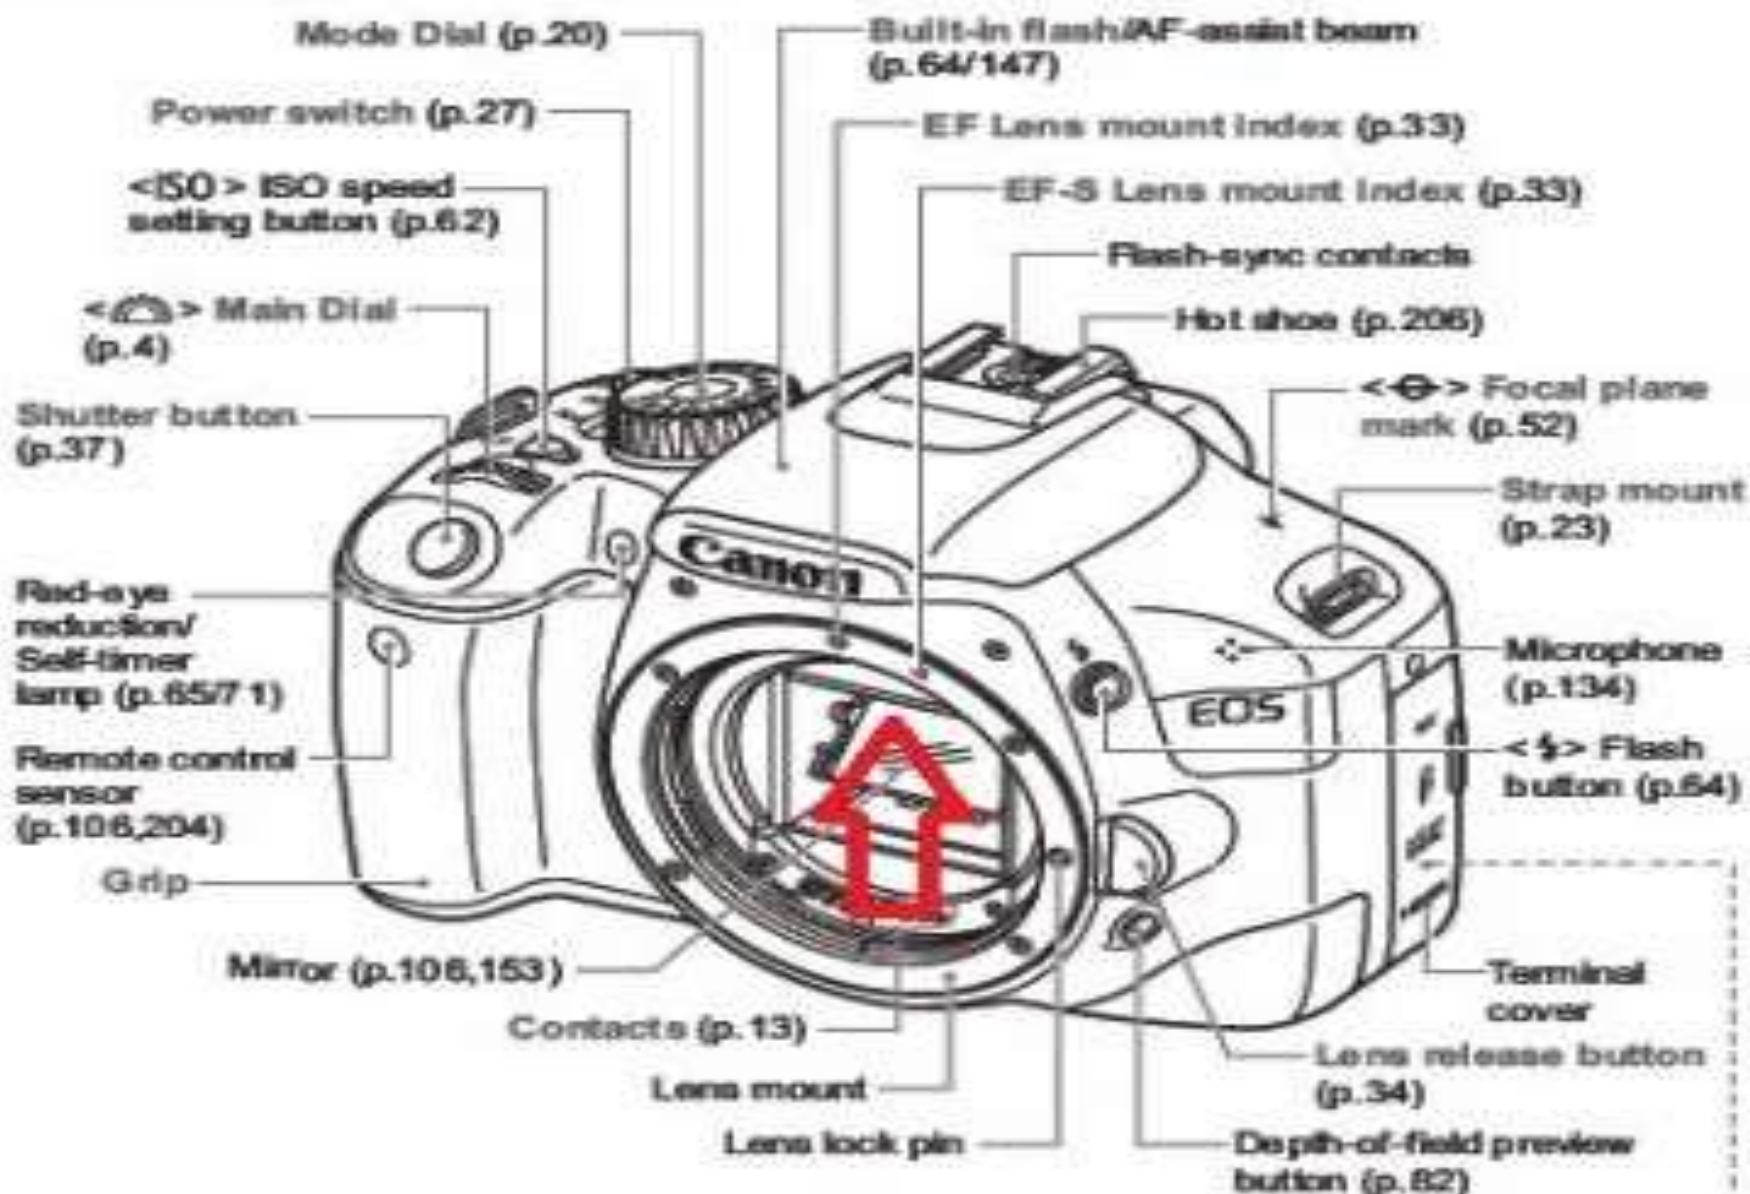 Mode Dial (p.20)
Built-in flash/AF-assist beam
(p.64/147)
Power switch (p.27)
EF Lens mount index (p.33)
<ISO> ISO speed
setting button (p.62)
EF-S Lens mount index (p.33)
Flash-sync contacts
< > Main Dial
(p.4)
Hot shoe (p.206)
< > Focal plane
mark (p.52)
Shutter button
(p.37)
Strap mount
(p.23)
Canon
Red-eye
reduction/
Self-timer
lamp (p.65/71)
Microphone
(p.134)
EOS
Remote control
sensor
(p.106,204)
< > Flash
button (p.64)
Grip
Mirror (p.106,153)
Terminal
cover
Contacts (p.13)
Lens release button
(p.34)
Lens mount
Lens lock pin
Depth-of-field preview
button (p.82)